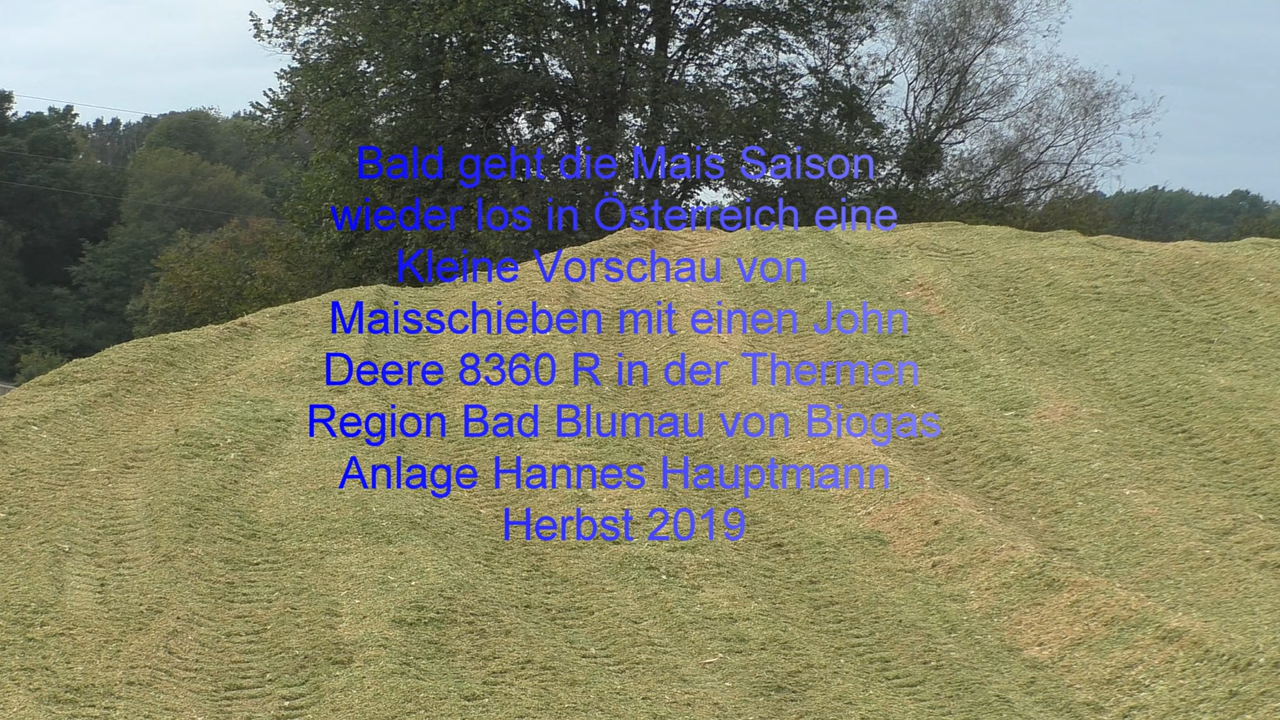 Bald geht die Mais Saison
wieder los in Österreich eine
Kleine Vorschau von
Maisschieben mit einen John
Deere 8360 R in der Thermen
Region Bad Blumau von Biogas
Anlage Hannes Hauptmann
Herbst 2019